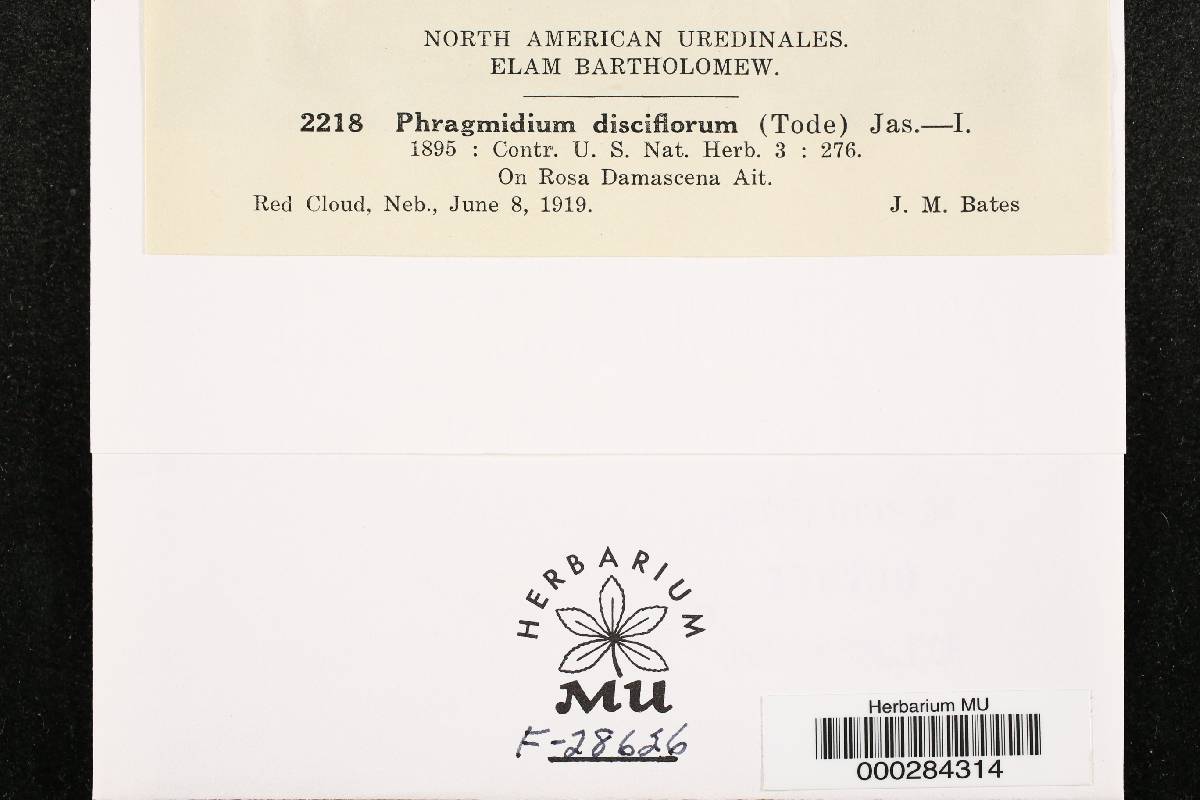 NORTH AMERICAN UREDINALES.
ELAM BARTHOLOMEW.
2218 Phragmidium disciflorum (Tode) Jas.—I.
1895 : Contr. U. S. Nat. Herb. 3 : 276.
On Rosa Damascena Ait.
Red Cloud, Neb., June 8, 1919. J. M. Bates
HERBARIUM
MU
F-28626
Herbarium MU
000284314